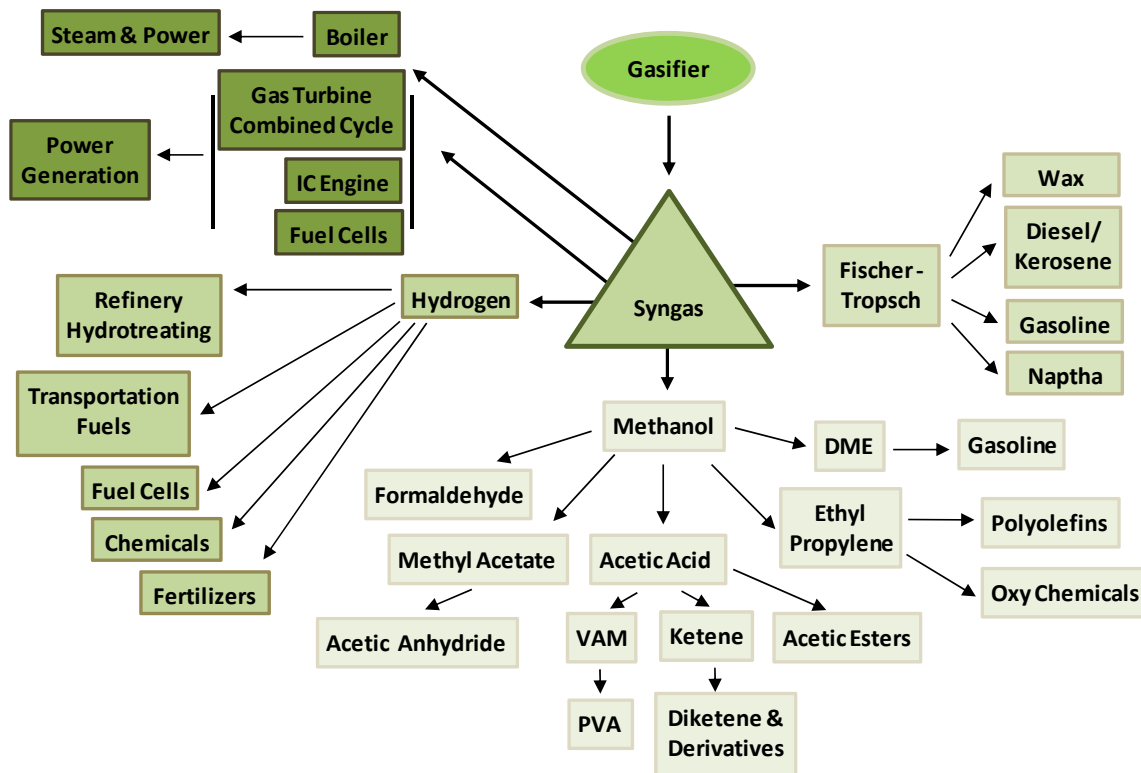 Steam & Power
Boiler
Gasifier
Gas Turbine
Combined Cycle
Power
Generation
IC Engine
Fuel Cells
Wax
Diesel/
Kerosene
Fischer -
Tropsch
Gasoline
Naptha
Refinery
Hydrotreating
Hydrogen
Syngas
Transportation
Fuels
Fuel Cells
Chemicals
Fertilizers
Methanol
DME
Gasoline
Formaldehyde
Ethyl
Propylene
Polyolefins
Oxy Chemicals
Methyl Acetate
Acetic Acid
Acetic Anhydride
VAM
Ketene
Acetic Esters
PVA
Diketene &
Derivatives